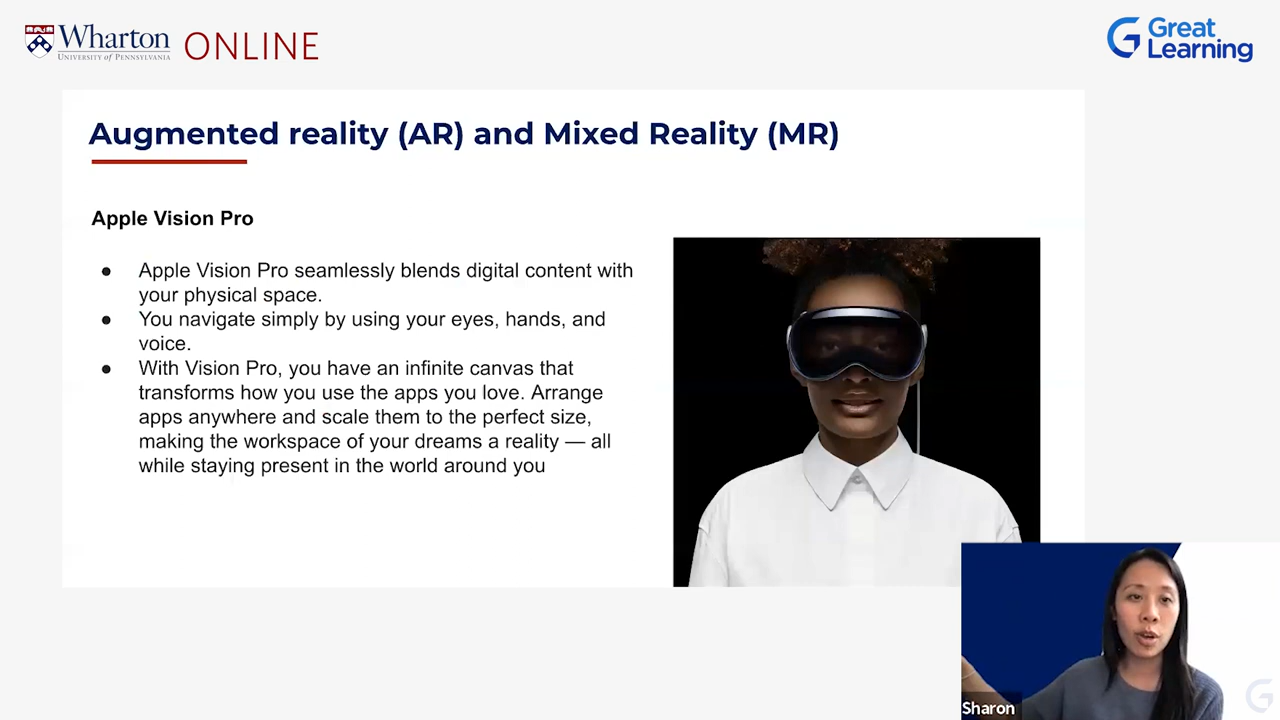 Wharton
UNIVERSITY of PENNSYLVANIA
ONLINE
Great
Learning
Augmented reality (AR) and Mixed Reality (MR)
Apple Vision Pro
● Apple Vision Pro seamlessly blends digital content with
your physical space.
● You navigate simply by using your eyes, hands, and
voice.
● With Vision Pro, you have an infinite canvas that
transforms how you use the apps you love. Arrange
apps anywhere and scale them to the perfect size,
making the workspace of your dreams a reality — all
while staying present in the world around you
Sharon